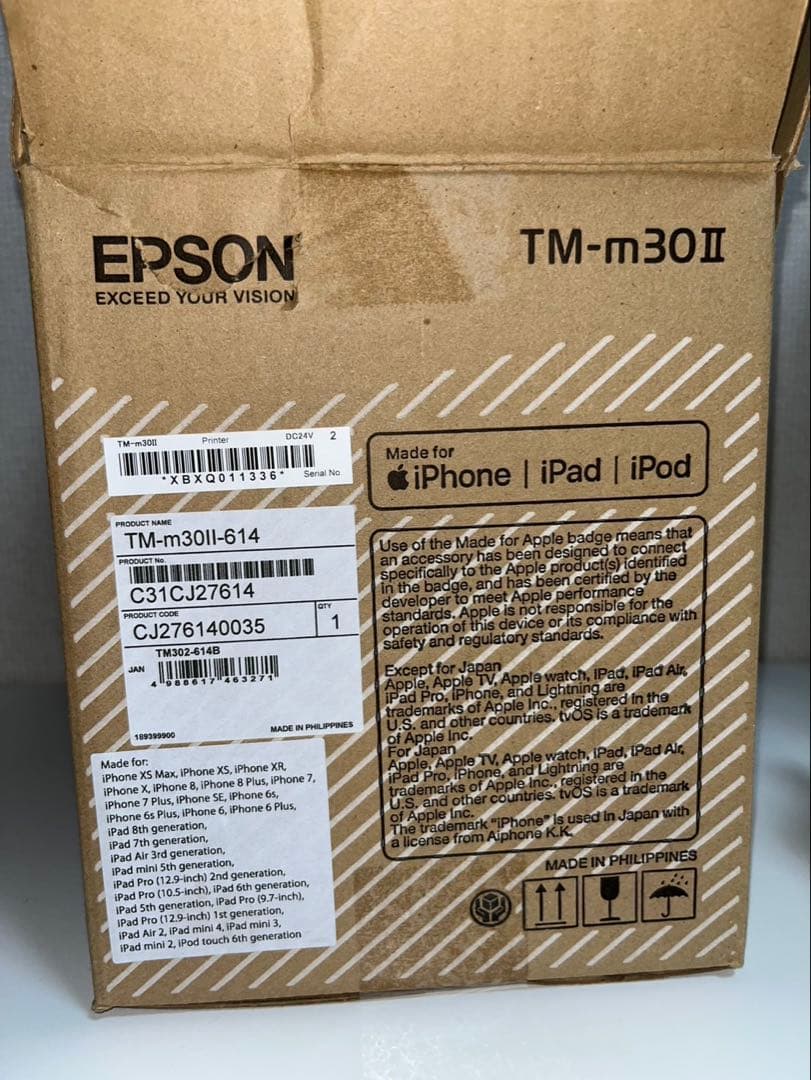 EPSON
EXCEED YOUR VISION
TM-m30II
TM-m30II Printer DC24V 2
*XBXQ011336* Serial No.
PRODUCT NAME
TM-m30II-614
PRODUCT No.
C31CJ27614
PRODUCT CODE
CJ276140035
QTY
1
TM302-614B
JAN
4 988617 463271
189399900 MADE IN PHILIPPINES
Made for:
iPhone XS Max, iPhone XS, iPhone XR,
iPhone X, iPhone 8, iPhone 8 Plus, iPhone 7,
iPhone 7 Plus, iPhone SE, iPhone 6s,
iPhone 6s Plus, iPhone 6, iPhone 6 Plus,
iPad 8th generation,
iPad 7th generation,
iPad Air 3rd generation,
iPad mini 5th generation,
iPad Pro (12.9-inch) 2nd generation,
iPad Pro (10.5-inch), iPad 6th generation,
iPad 5th generation, iPad Pro (9.7-inch),
iPad Pro (12.9-inch) 1st generation,
iPad Air 2, iPad mini 4, iPad mini 3,
iPad mini 2, iPod touch 6th generation
Made for
iPhone | iPad | iPod
Use of the Made for Apple badge means that
an accessory has been designed to connect
specifically to the Apple product(s) identified
in the badge, and has been certified by the
developer to meet Apple performance
standards. Apple is not responsible for the
operation of this device or its compliance with
safety and regulatory standards.
Except for Japan
Apple, Apple TV, Apple watch, iPad, iPad Air,
iPad Pro, iPhone, and Lightning are
trademarks of Apple Inc., registered in the
U.S. and other countries. tvOS is a trademark
of Apple Inc.
For Japan
Apple, Apple TV, Apple watch, iPad, iPad Air,
iPad Pro, iPhone, and Lightning are
trademarks of Apple Inc., registered in the
U.S. and other countries. tvOS is a trademark
of Apple Inc.
The trademark "iPhone" is used in Japan with
a license from Aiphone K.K.
MADE IN PHILIPPINES